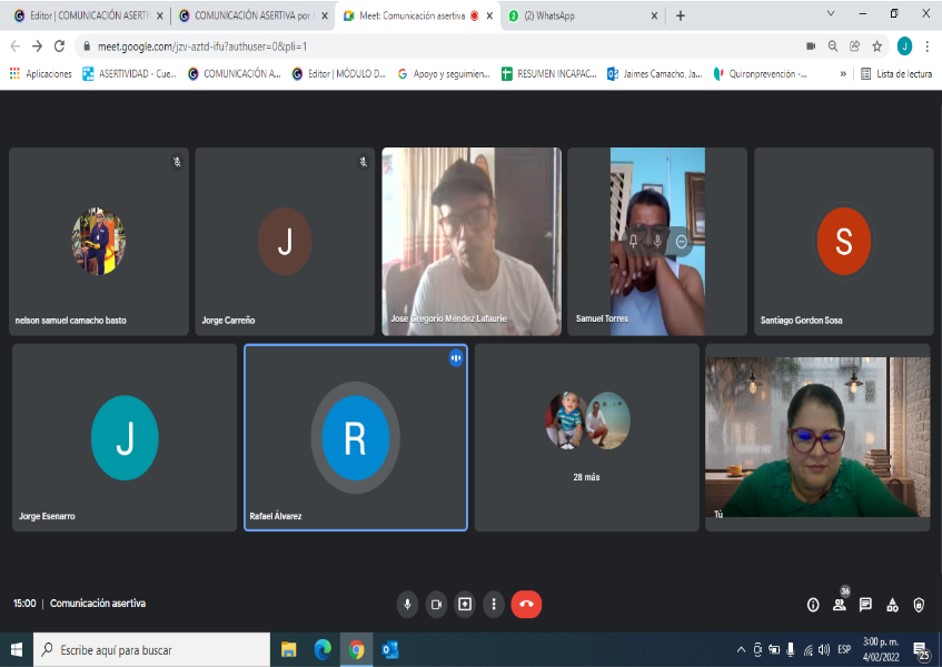 Editor | COMUNICACIÓN ASERTI
COMUNICACIÓN ASERTIVA por
Meet: Comunicación asertiva
(2) WhatsApp
meet.google.com/jzv-aztd-ifu?authuser=0&pli=1
J
Aplicaciones
ASERTIVIDAD - Cue...
COMUNICACIÓN A...
Editor | MÓDULO D...
Apoyo y seguimien...
RESUMEN INCAPAC...
Jaimes Camacho, Ja...
Quironprevención -...
»
Lista de lectura
nelson samuel camacho basto
J
Jorge Carreño
Jose Gregorio Méndez Lafaurie
Samuel Torres
S
Santiago Gordon Sosa
J
Jorge Esenarro
R
Rafael Álvarez
28 más
Tú
15:00 | Comunicación asertiva
36
Escribe aquí para buscar
ESP
3:00 p. m.
4/02/2022
25